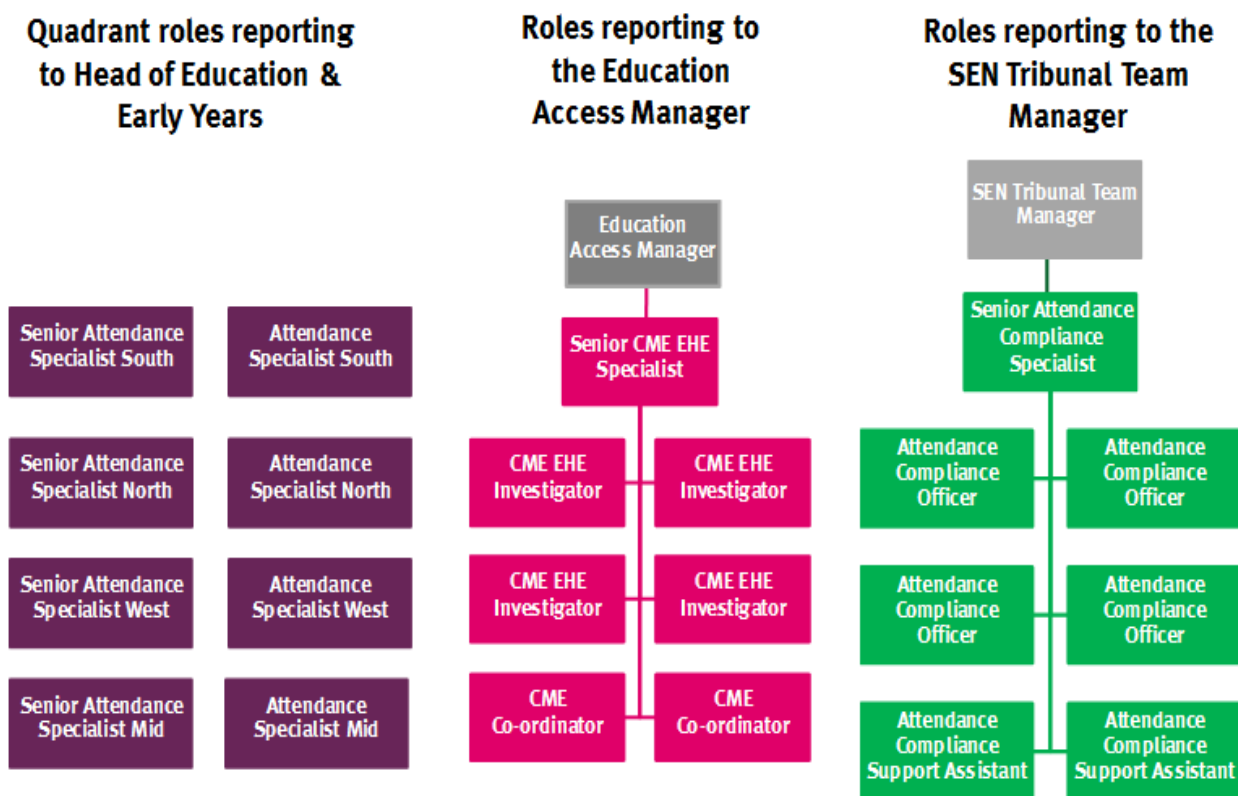 Quadrant roles reporting
to Head of Education &
Early Years
Senior Attendance
Specialist South
Attendance
Specialist South
Senior Attendance
Specialist North
Attendance
Specialist North
Senior Attendance
Specialist West
Attendance
Specialist West
Senior Attendance
Specialist Mid
Attendance
Specialist Mid
Roles reporting to
the Education
Access Manager
Education
Access Manager
Senior CME EHE
Specialist
CME EHE
Investigator
CME EHE
Investigator
CME EHE
Investigator
CME EHE
Investigator
CME
Co-ordinator
CME
Co-ordinator
Roles reporting to the
SEN Tribunal Team
Manager
SEN Tribunal Team
Manager
Senior Attendance
Compliance
Specialist
Attendance
Compliance
Officer
Attendance
Compliance
Officer
Attendance
Compliance
Officer
Attendance
Compliance
Officer
Attendance
Compliance
Support Assistant
Attendance
Compliance
Support Assistant